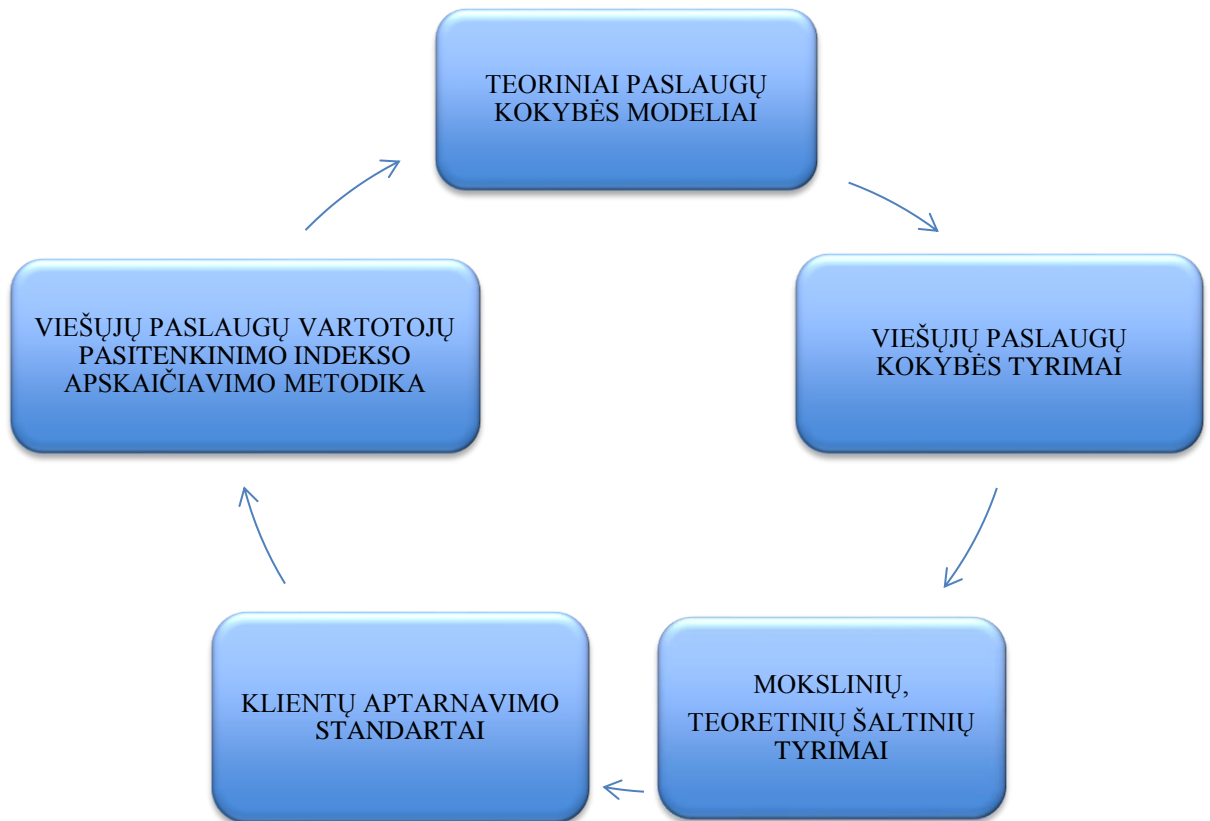 TEORINIAI PASLAUGŲ
KOKYBĖS MODELIAI
VIEŠŲJŲ PASLAUGŲ
KOKYBĖS TYRIMAI
MOKSLINIŲ,
TEORETINIŲ ŠALTINIŲ
TYRIMAI
KLIENTŲ APTARNAVIMO
STANDARTAI
VIEŠŲJŲ PASLAUGŲ VARTOTOJŲ
PASITENKINIMO INDEKSO
APSKAIČIAVIMO METODIKA